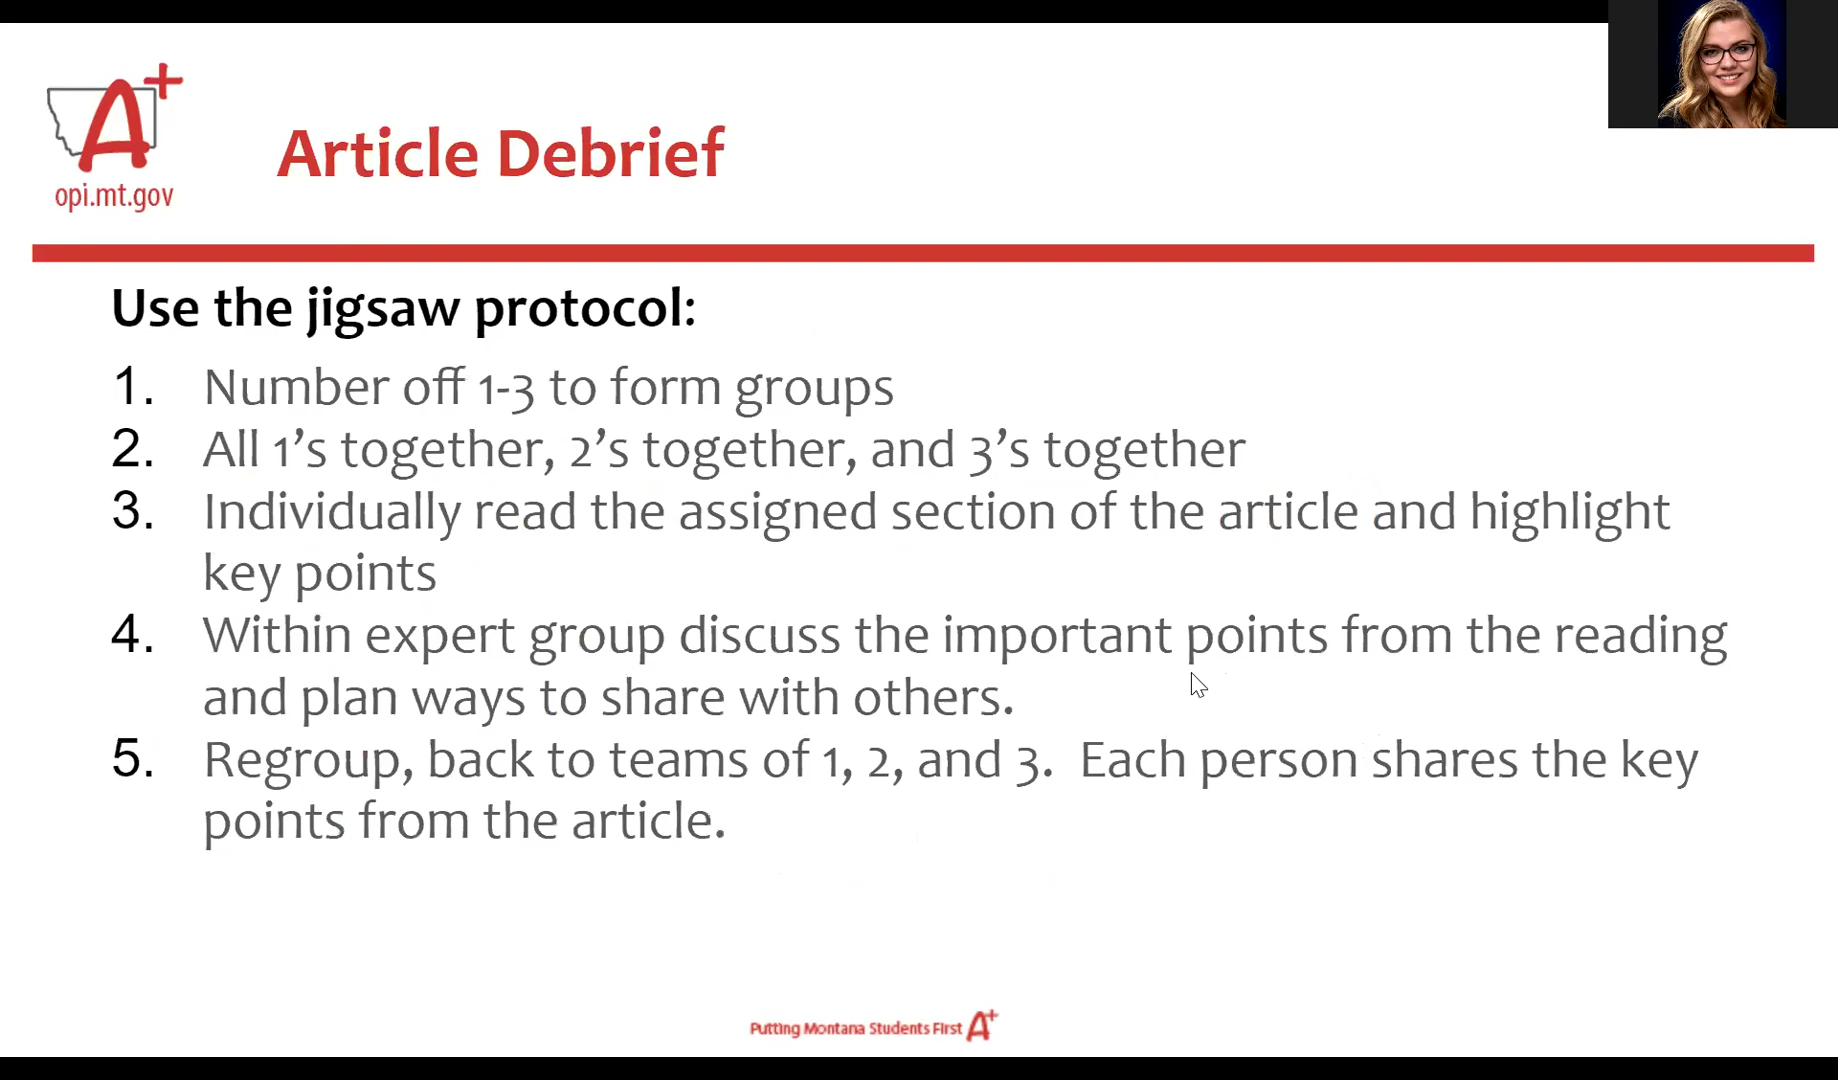 A+
opi.mt.gov
Article Debrief
Use the jigsaw protocol:
1. Number off 1-3 to form groups
2. All 1’s together, 2’s together, and 3’s together
3. Individually read the assigned section of the article and highlight
key points
4. Within expert group discuss the important points from the reading
and plan ways to share with others.
5. Regroup, back to teams of 1, 2, and 3.  Each person shares the key
points from the article.
Putting Montana Students First A+